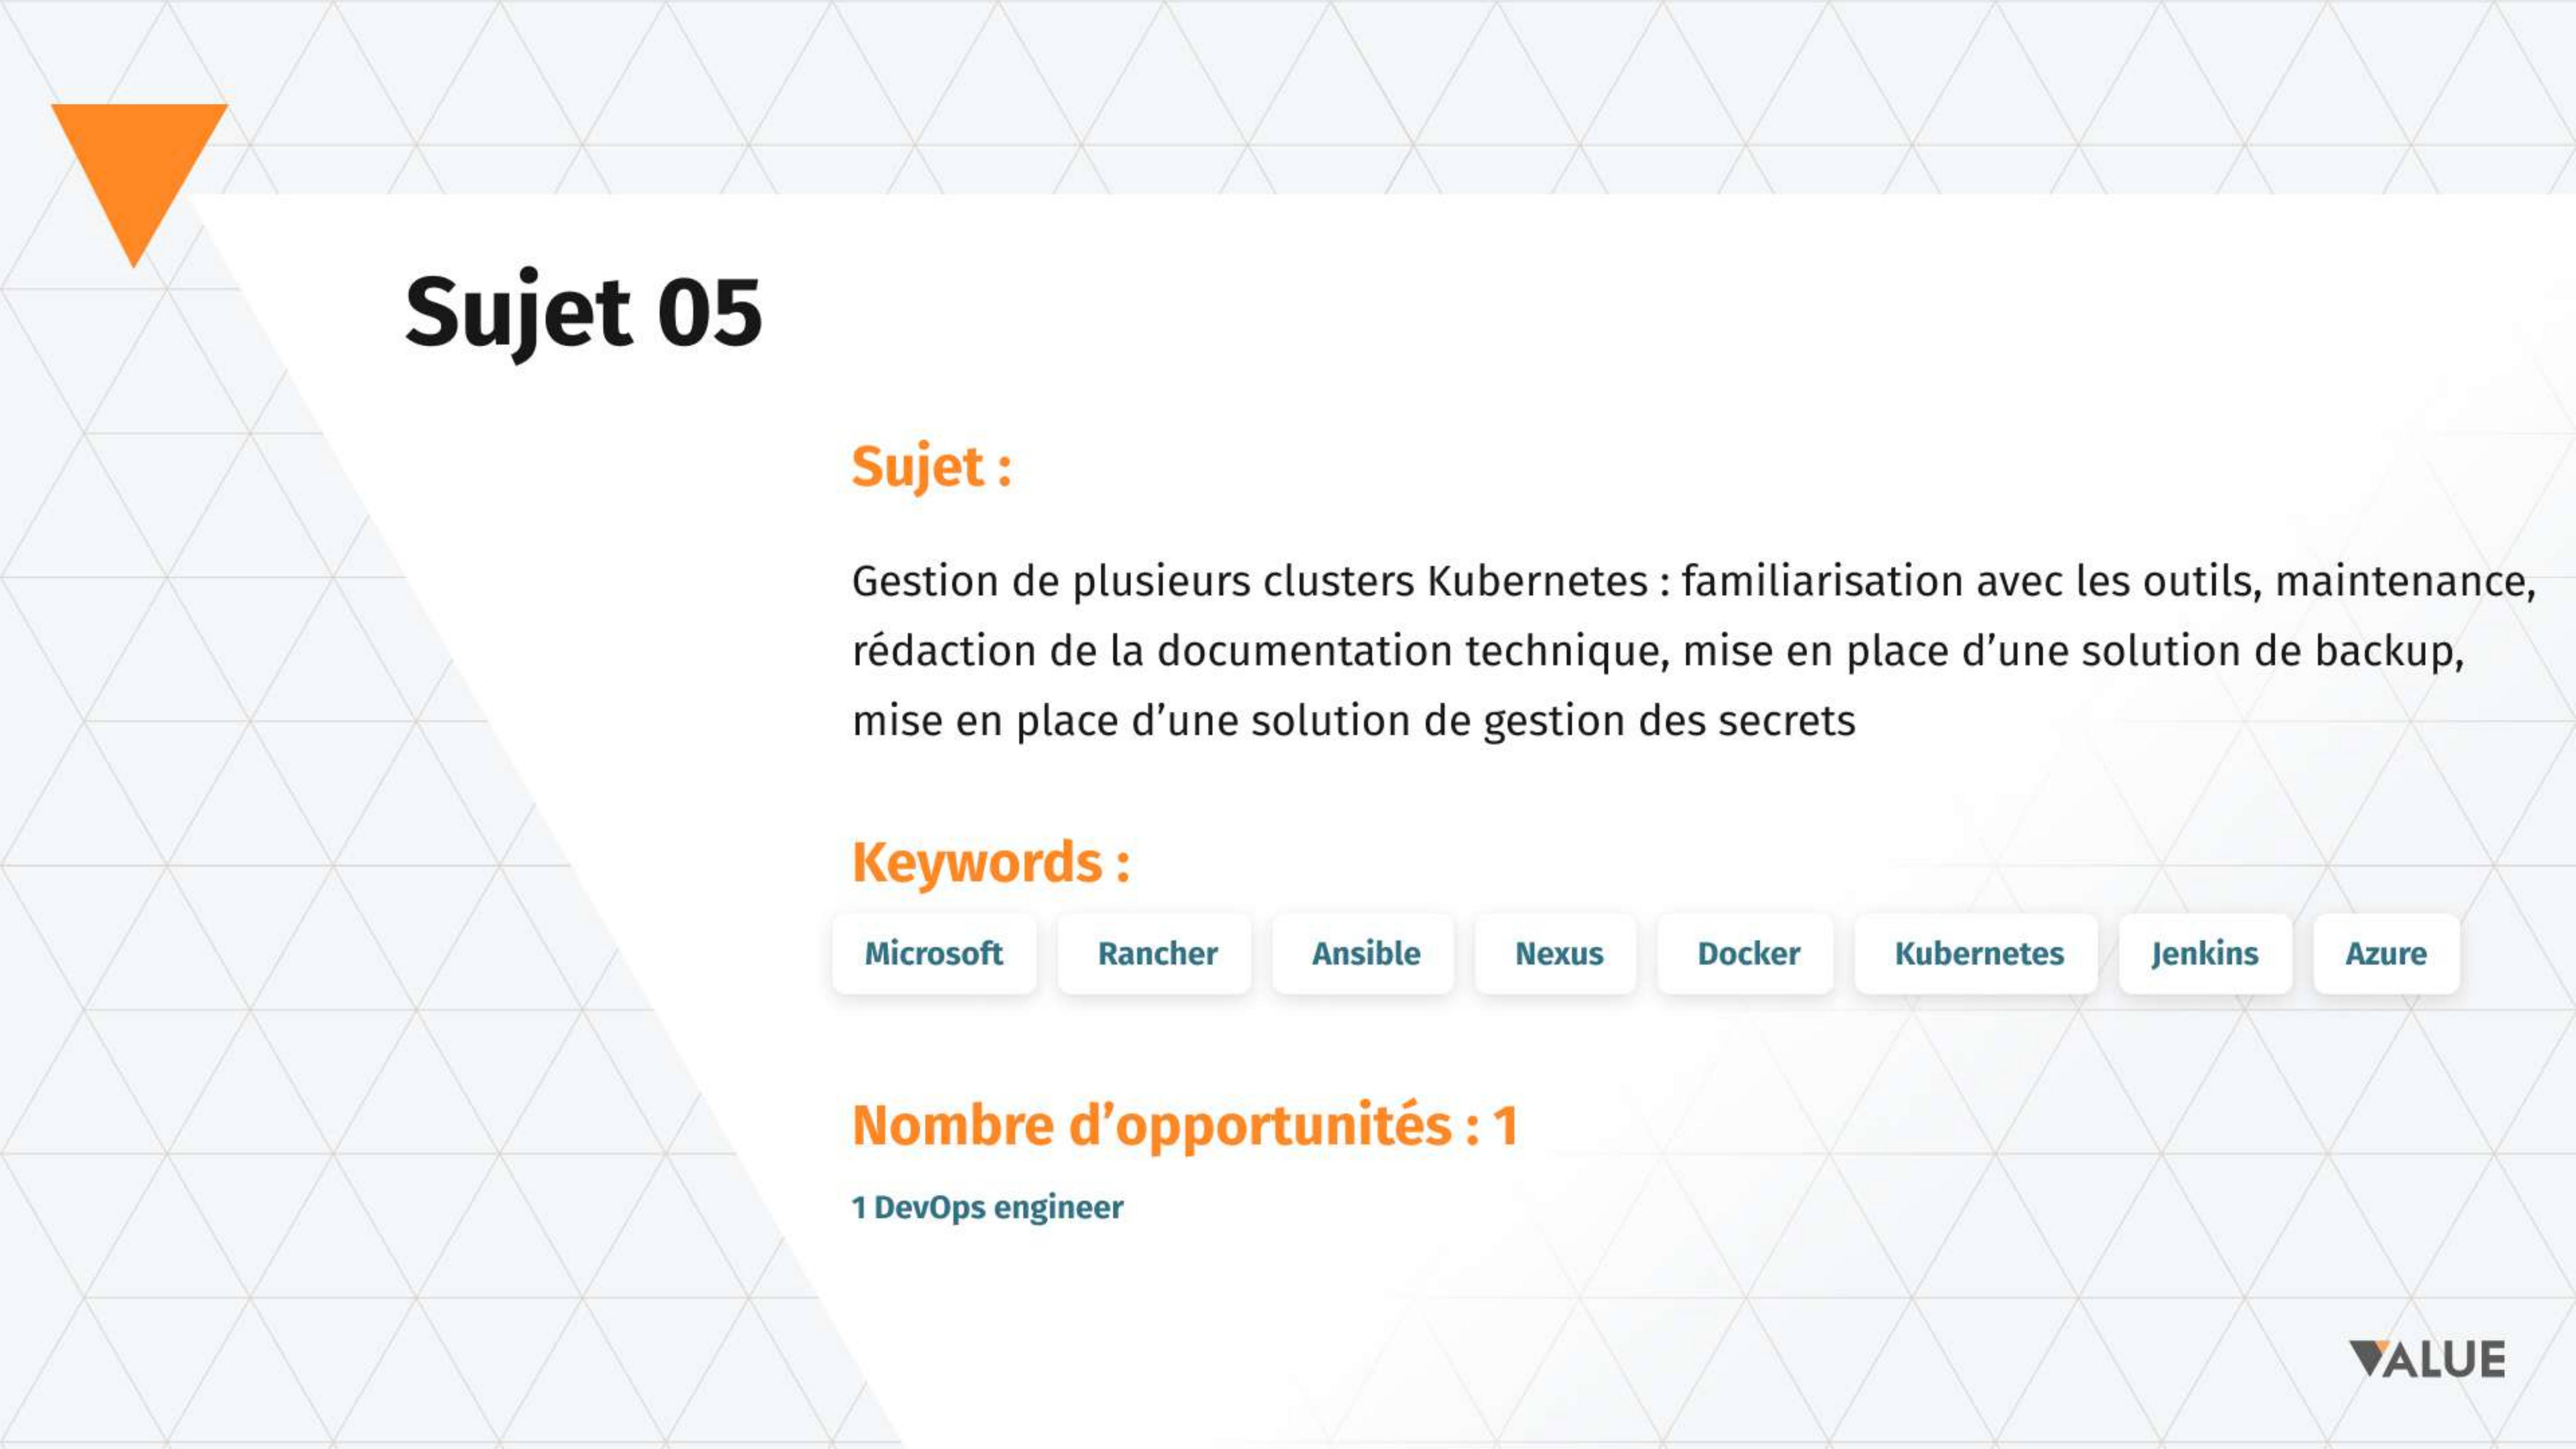 Sujet 05
Sujet :
Gestion de plusieurs clusters Kubernetes : familiarisation avec les outils, maintenance,
rédaction de la documentation technique, mise en place d’une solution de backup,
mise en place d’une solution de gestion des secrets
Keywords :
Microsoft Rancher Ansible Nexus Docker Kubernetes Jenkins Azure
Nombre d’opportunités : 1
1 DevOps engineer
VALUE